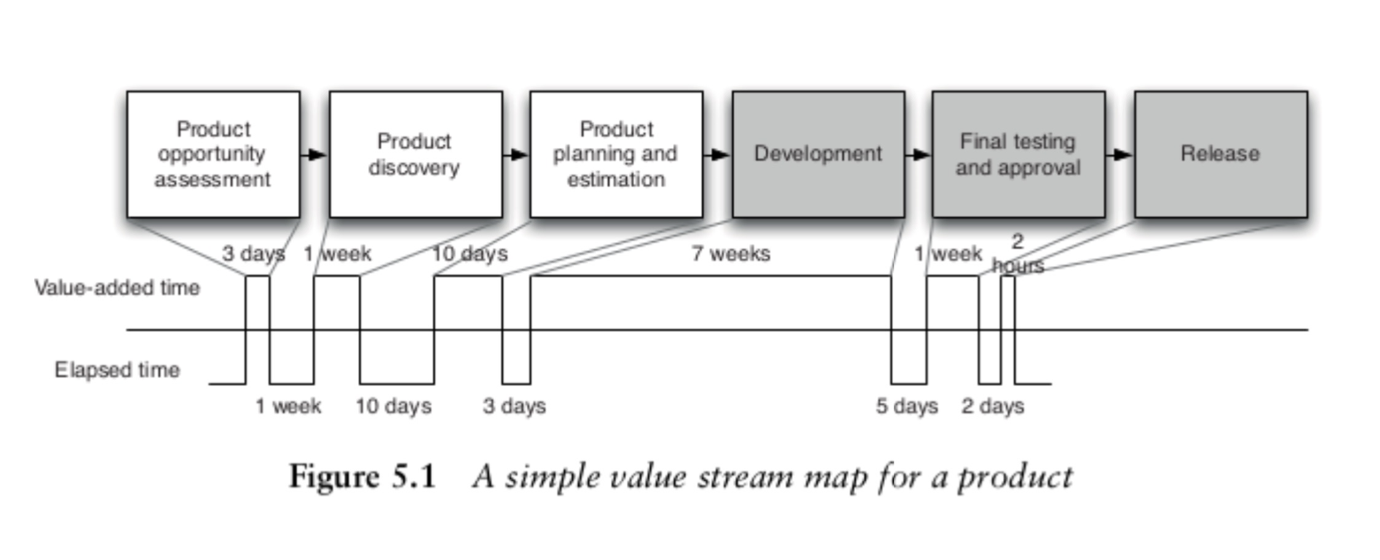 Product
opportunity
assessment
Product
discovery
Product
planning and
estimation
Development
Final testing
and approval
Release
3 days
1 week
10 days
7 weeks
1 week
2
hours
Value-added time
Elapsed time
1 week
10 days
3 days
5 days
2 days
Figure 5.1 A simple value stream map for a product